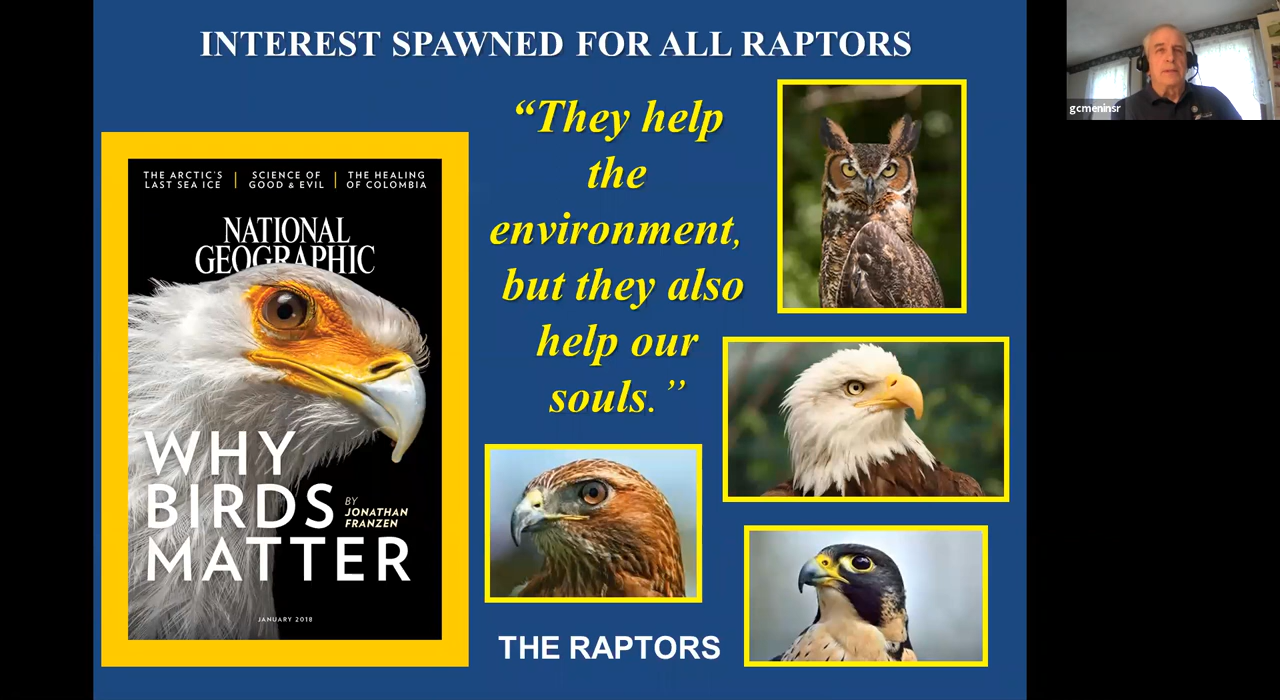 INTEREST SPAWNED FOR ALL RAPTORS
THE ARCTIC'S
LAST SEA ICE
SCIENCE OF
GOOD & EVIL
THE HEALING
OF COLOMBIA
NATIONAL
GEOGRAPHIC
WHY
BIRDS
MATTER
BY
JONATHAN
FRANZEN
JANUARY 2018
“They help
the
environment,
but they also
help our
souls.”
THE RAPTORS
gcmeninsr